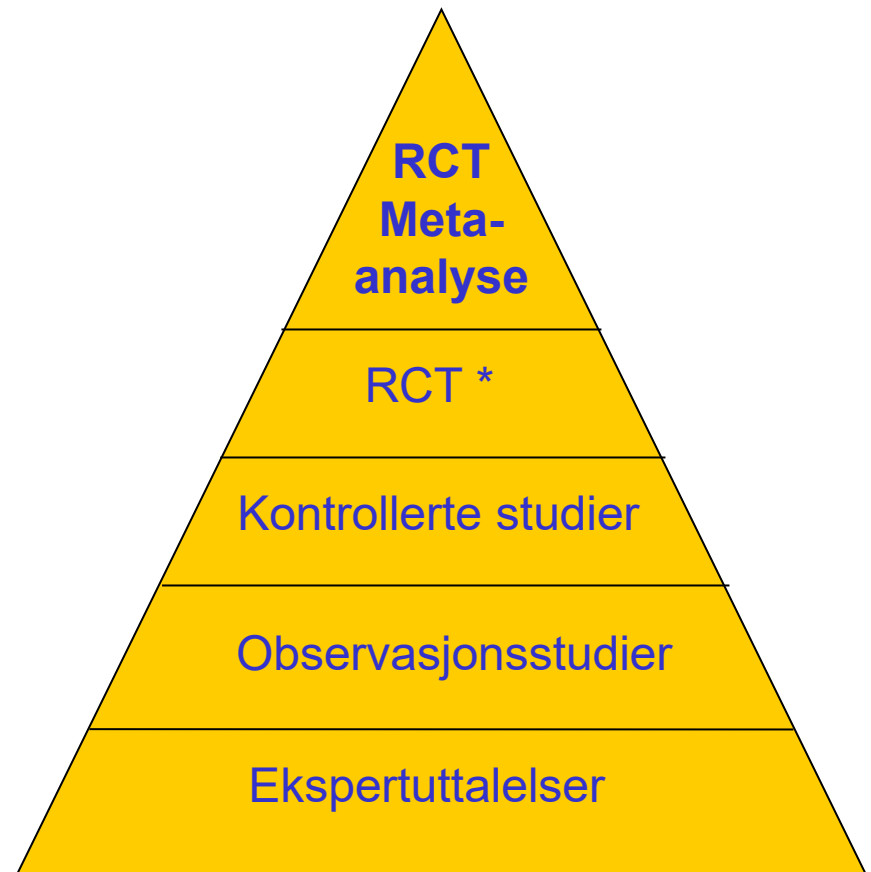 RCT
Meta-
analyse
RCT *
Kontrollerte studier
Observasjonsstudier
Ekspertuttalelser